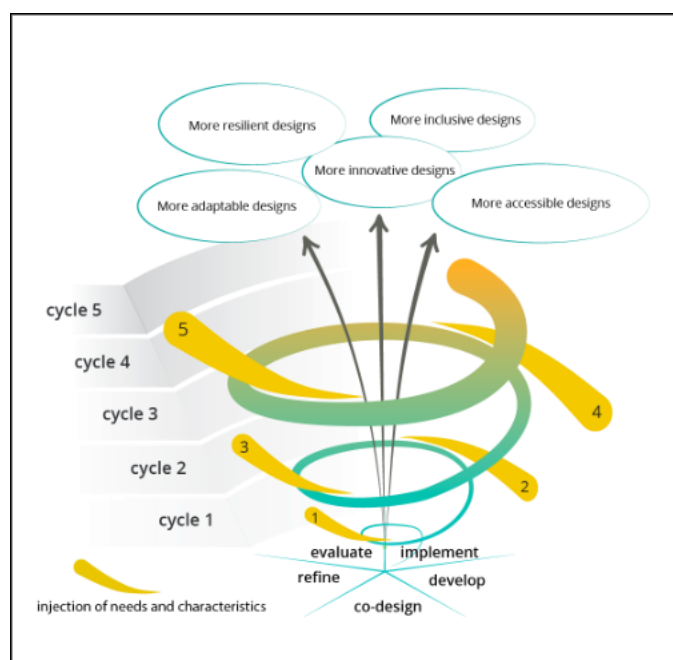 More resilient designs
More inclusive designs
More innovative designs
More adaptable designs
More accessible designs
cycle 5
5
cycle 4
4
cycle 3
3
cycle 2
2
cycle 1
1
evaluate
implement
refine
develop
injection of needs and characteristics
co-design